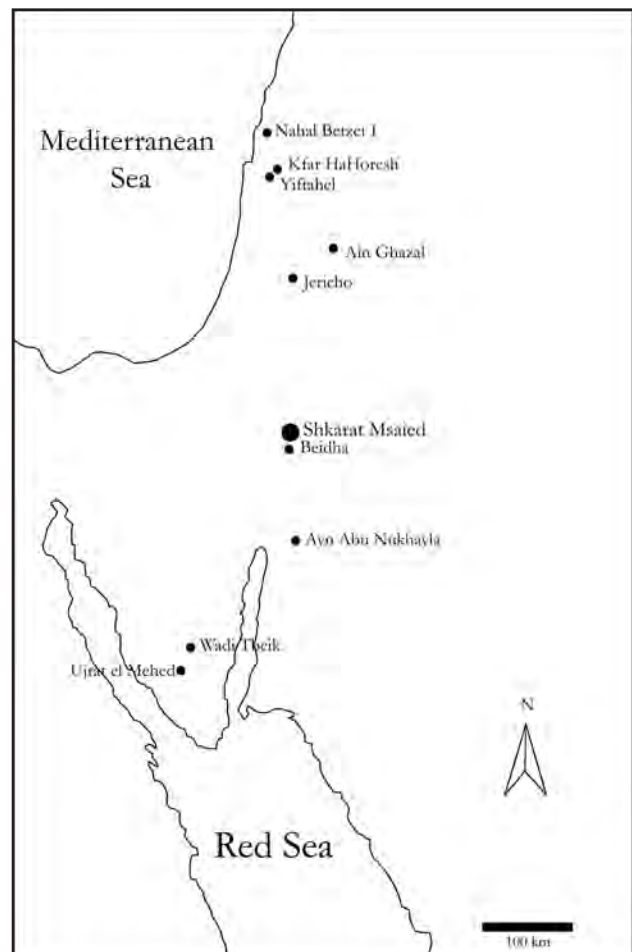 Mediterranean
Sea
Nahal Betzet I
Kfar HaHoresh
Yiftahel
Ain Ghazal
Jericho
Shkarat Msaied
Beidha
Ayn Abu Nukhayla
Wadi Tbeik
Ujrat el Mehed
N
Red Sea
100 km